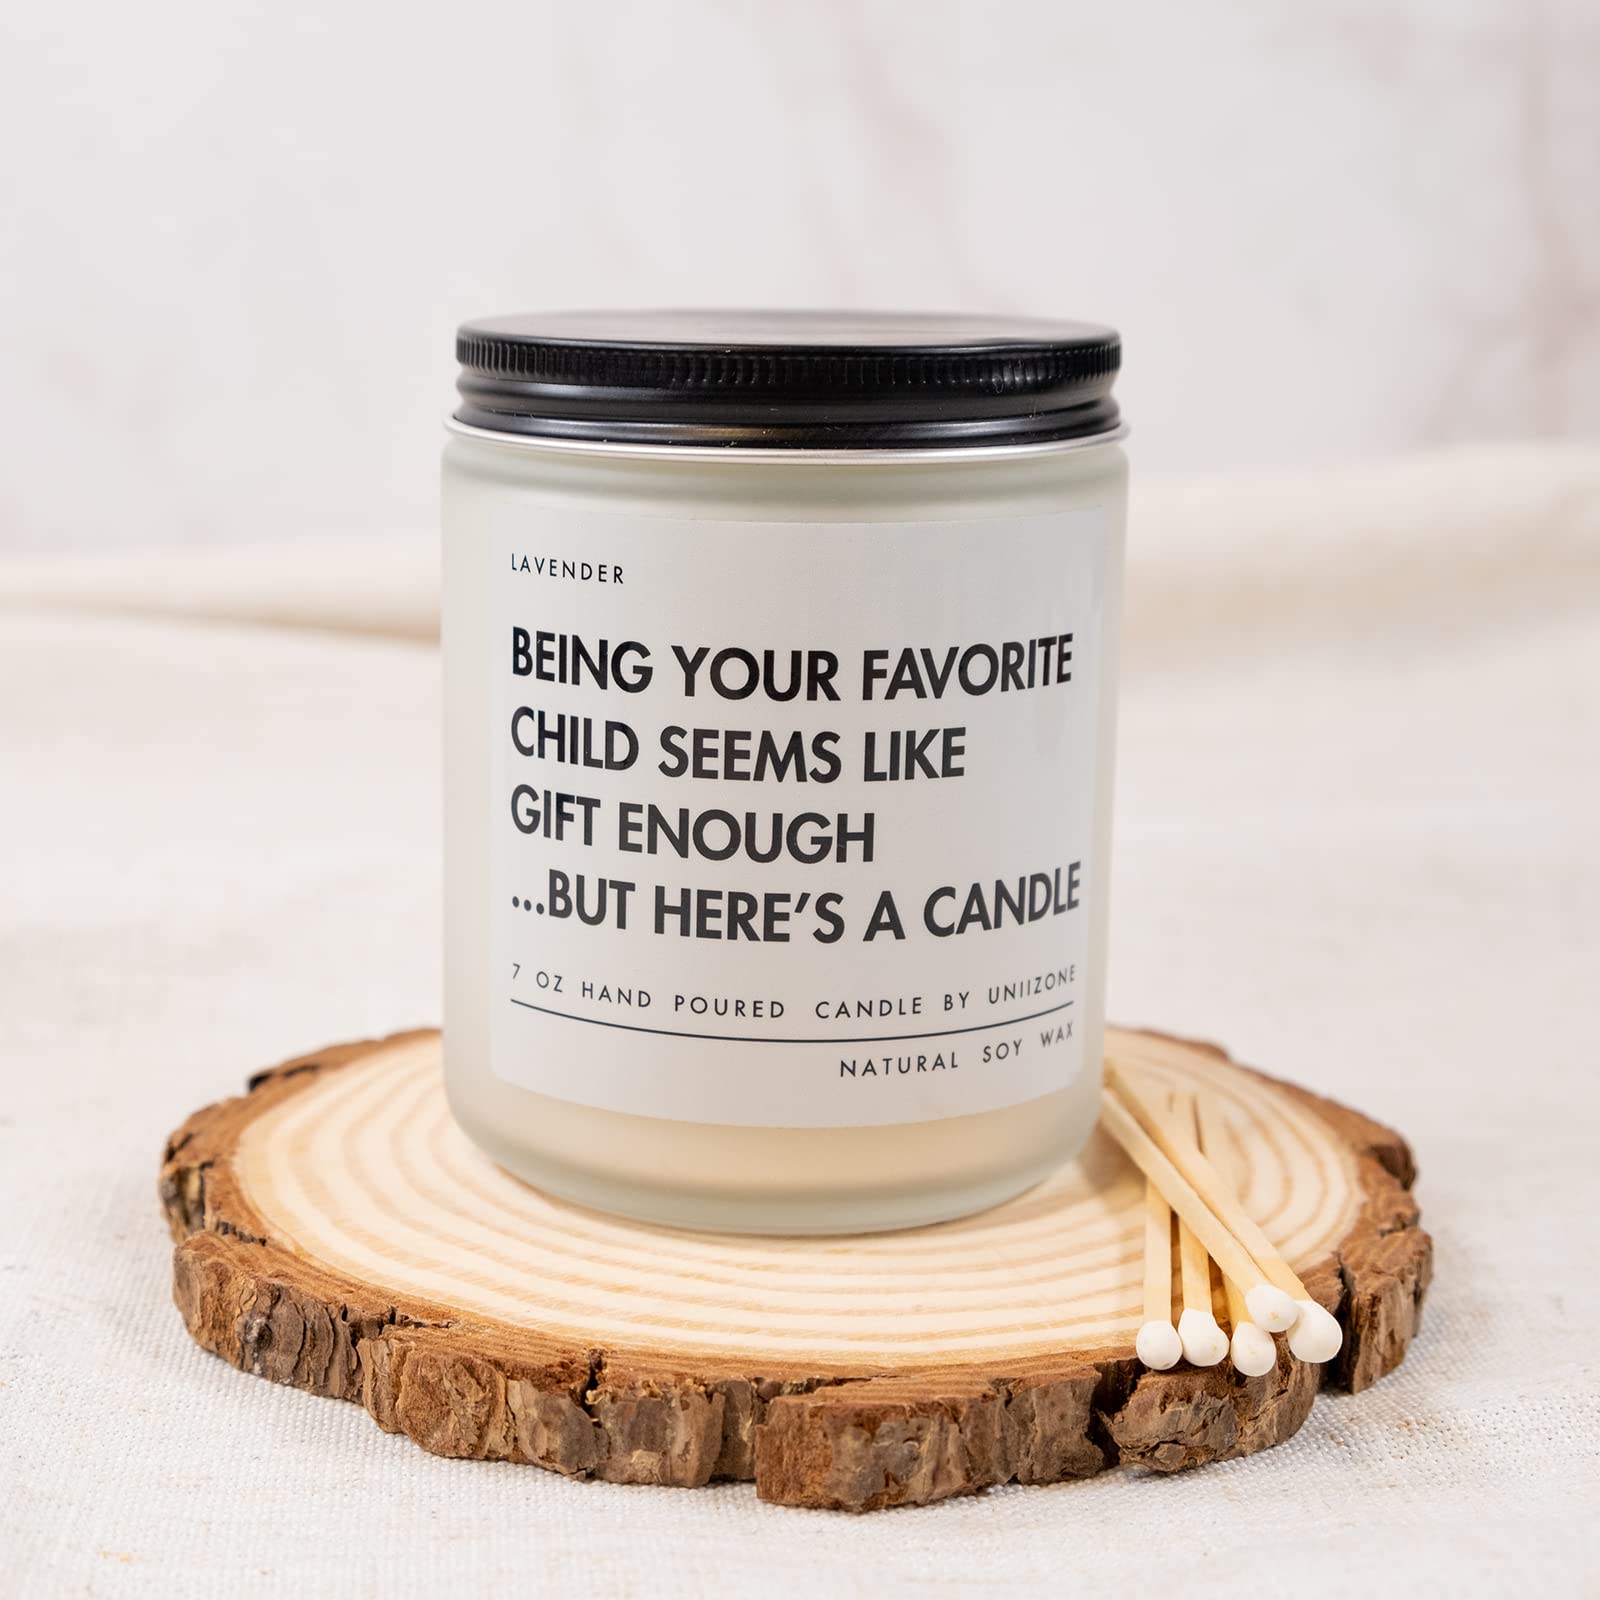 LAVENDER
BEING YOUR FAVORITE
CHILD SEEMS LIKE
GIFT ENOUGH
...BUT HERE'S A CANDLE
7 OZ HAND POURED CANDLE BY UNIIZONE
NATURAL SOY WAX